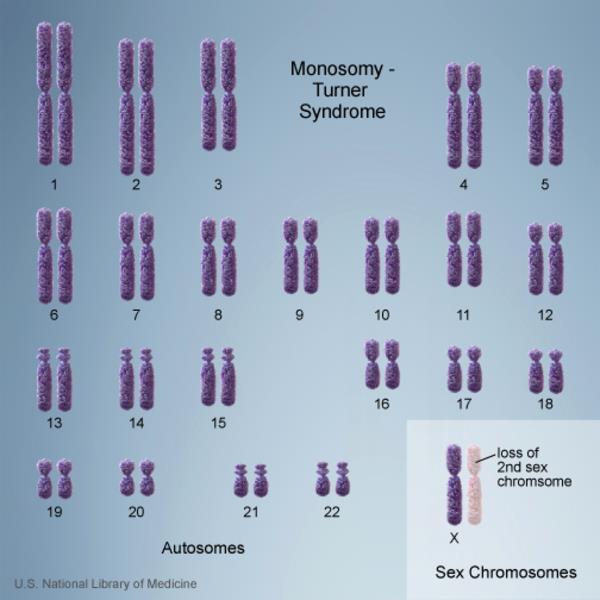 Monosomy -
Turner
Syndrome
1
2
3
4
5
6
7
8
9
10
11
12
13
14
15
16
17
18
19
20
21
22
loss of
2nd sex
chromsome
X
Autosomes
Sex Chromosomes
U.S. National Library of Medicine